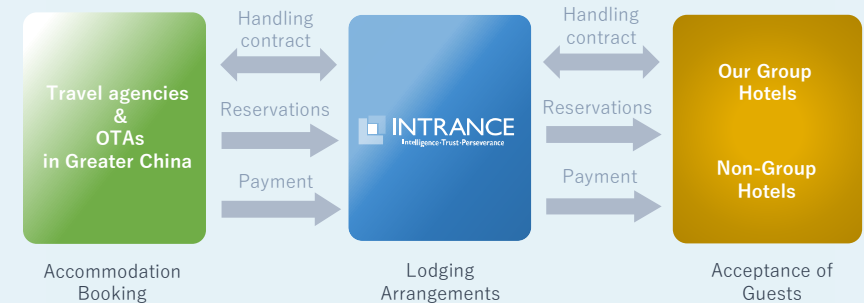 Handling
contract
Handling
contract
Travel agencies
&
OTAs
in Greater China
Reservations
Payment
INTRANCE
Intelligence·Trust·Perseverance
Reservations
Payment
Our Group
Hotels
Non-Group
Hotels
Accommodation
Booking
Lodging
Arrangements
Acceptance of
Guests